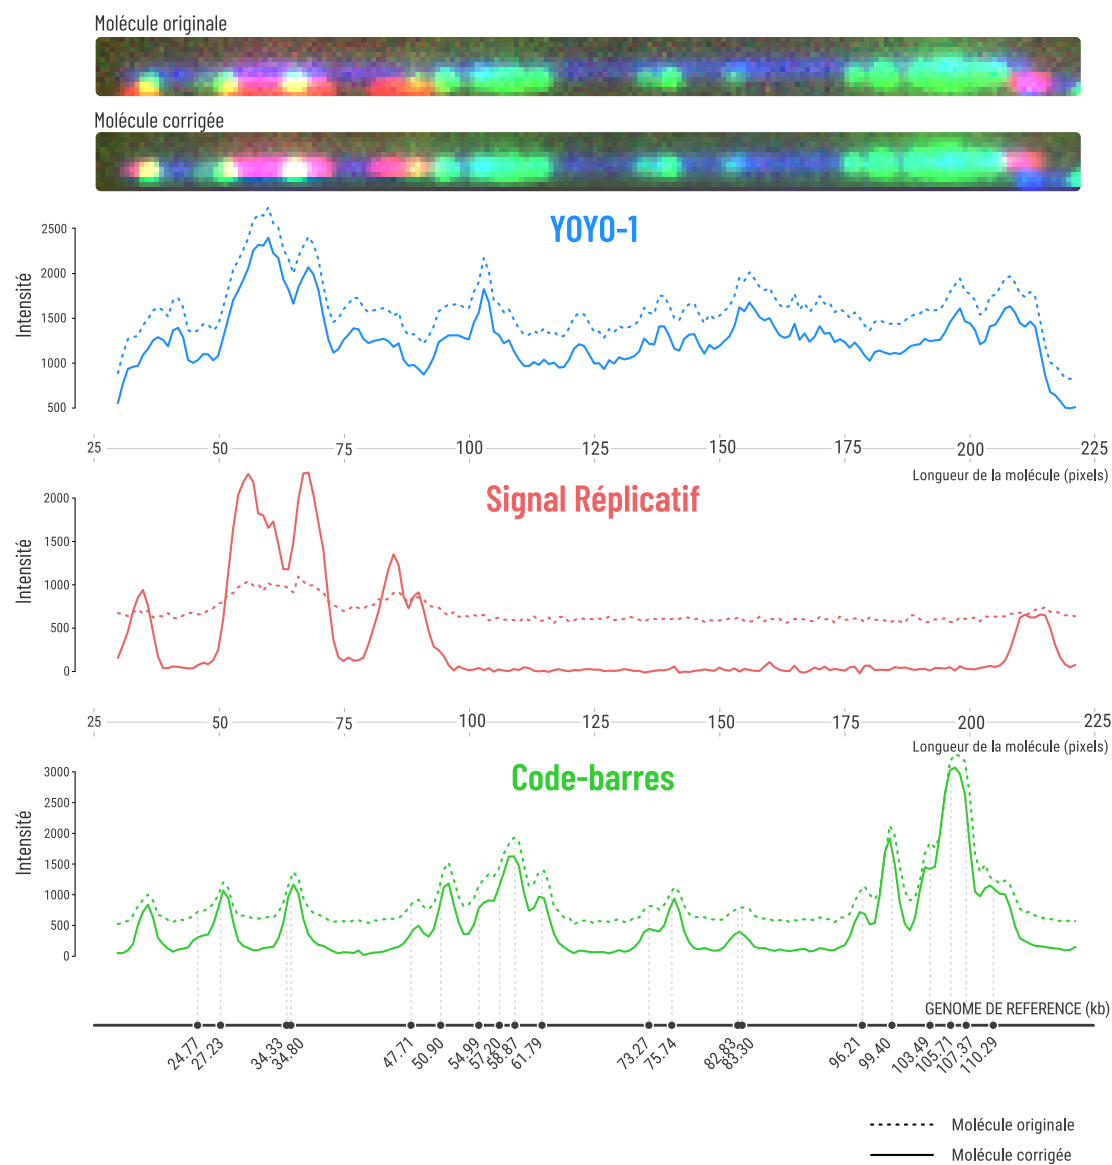 Molécule originale
Molécule corrigée
YOYO-1
Intensité
2500
2000
1500
1000
500
25 50 75 100 125 150 175 200 225
Longueur de la molécule (pixels)
Signal Réplicatif
Intensité
2000
1500
1000
500
0
25 50 75 100 125 150 175 200 225
Longueur de la molécule (pixels)
Code-barres
Intensité
3000
2500
2000
1500
1000
500
0
GENOME DE REFERENCE (kb)
24.77 27.23 34.33 34.80 47.71 50.90 54.99 57.20 58.87 61.79 73.27 75.74 82.83 83.30 96.21 99.40 103.49 105.71 107.37 110.29
Molécule originale
Molécule corrigée